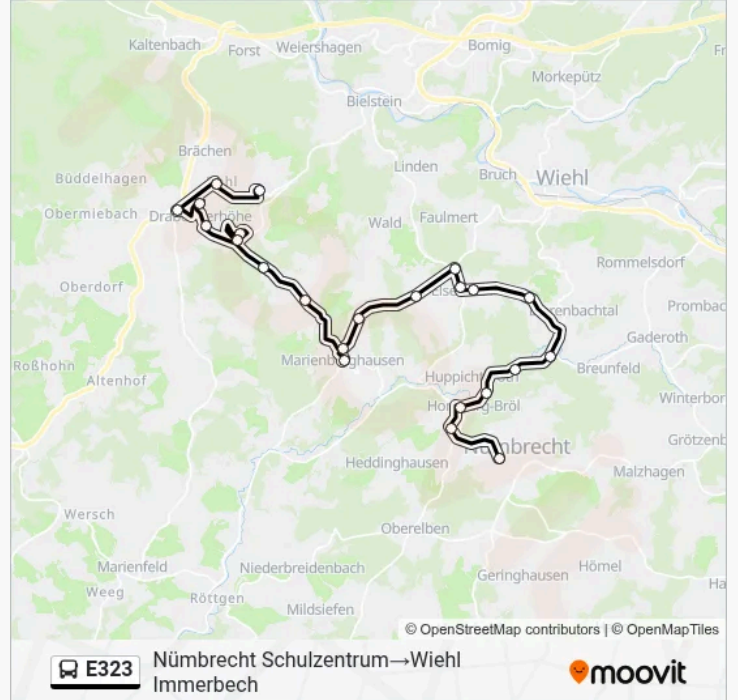 Kaltenbach
Forst
Weiershagen
Bomig
Morkepütz
Bielstein
Brächen
Linden
Bruch
Wiehl
Büddelhagen
Obermiebach
Wald
Faulmert
Rommelsdorf
Oberdorf
Prombac
Gaderoth
Roßhohn
Altenhof
Breunfeld
Winterbor
Nümbrecht
Grötzenb
Heddinghausen
Malzhagen
Wersch
Oberelben
Marienfeld
Niederbreidenbach
Hömel
Geringhausen
Weeg
Röttgen
Mildsiefen
Ha
© OpenStreetMap contributors | © OpenMapTiles
E323
Nümbrecht Schulzentrum→Wiehl
Immerbech
moovit